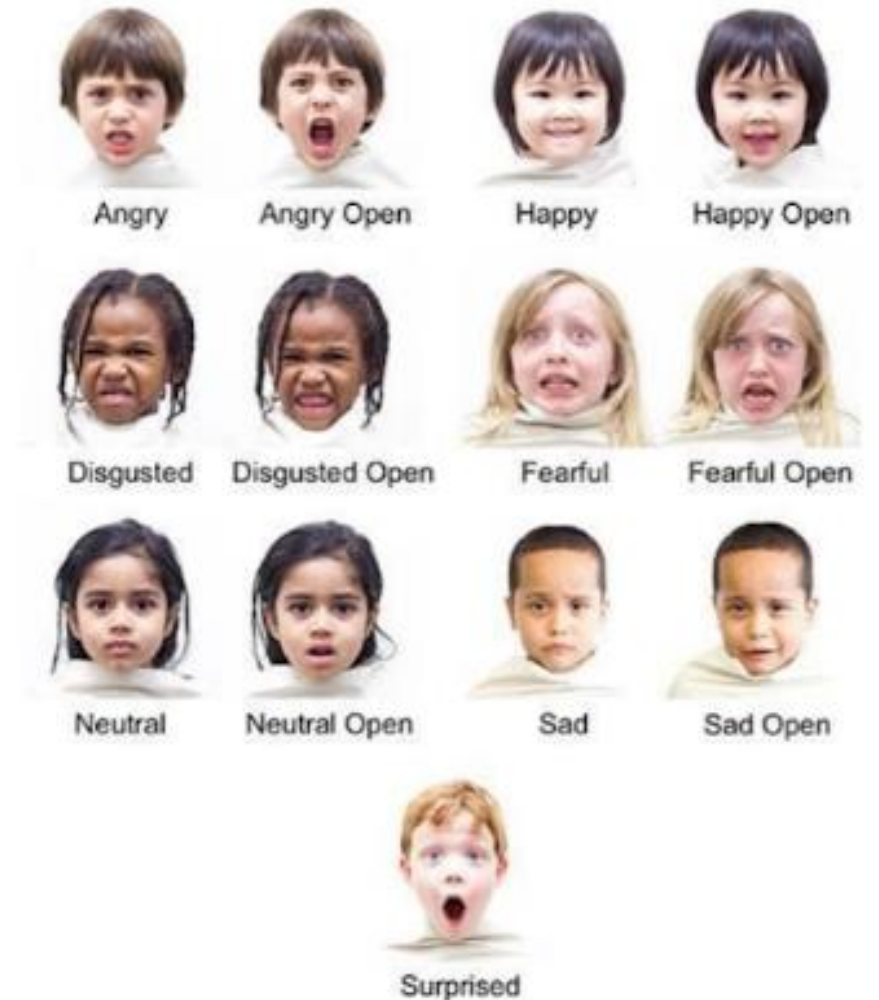 Angry Angry Open Happy Happy Open
Disgusted Disgusted Open Fearful Fearful Open
Neutral Neutral Open Sad Sad Open
Surprised